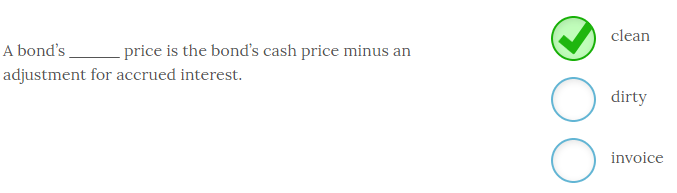 A bond’s ______ price is the bond’s cash price minus an
adjustment for accrued interest.
clean
dirty
invoice